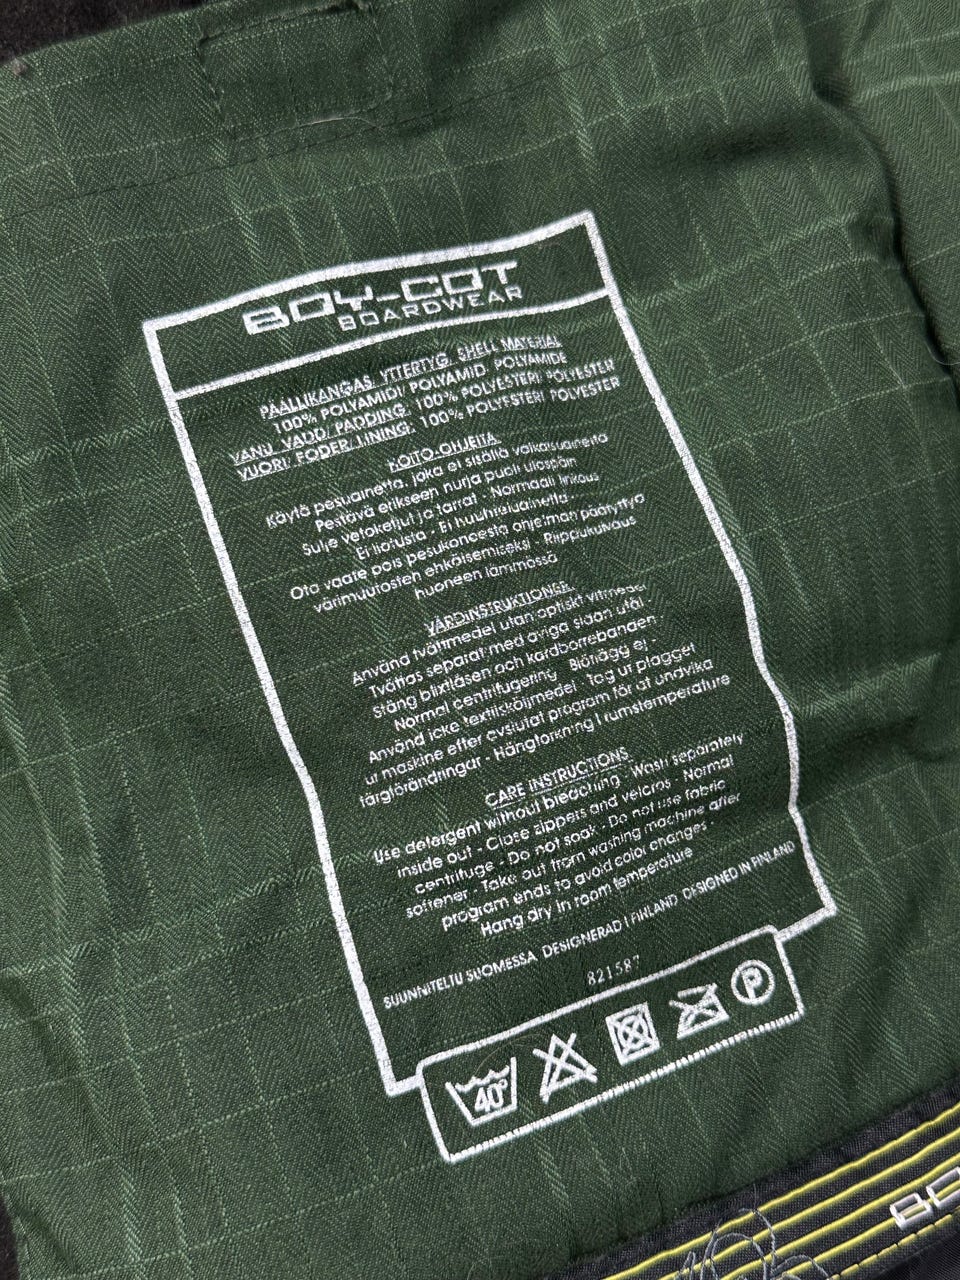 BOY-COT
BOARDWEAR
PÄÄLLIKANGAS/ YTTERTYG/ SHELL MATERIAL
100% POLYAMIDI/ POLYAMID/ POLYAMIDE
VANU/ VADD/ PADDING: 100% POLYESTERI/ POLYESTER
VUORI/ FODER/ LINING: 100% POLYESTERI/ POLYESTER
HOITO-OHJEITA
Käytä pesuainetta, joka ei sisällä valkaisuainetta
Pestävä erikseen nurja puoli ulospäin
Sulje vetoketjut ja tarrat - Normaali linkous
Ei liotusta - Ei huuhteluainetta -
Ota vaate pois pesukoneesta ohjelman päätyttyä
värimuutosten ehkäisemiseksi - Riippukuivaus
huoneen lämmössä
VÅRDINSTRUKTIONER
Använd tvättmedel utan optiskt vitmedel
Tvättas separat med aviga sidan utåt
Stäng blixtlåsen och kardborrebanden -
Normal centrifugering - Blötlägg ej -
Använd icke textilsköljmedel - Tag ut plagget
ur maskine efter avslutat program för at undvika
färgförändringar - Hängtorkning i rumstemperature
CARE INSTRUCTIONS
Use detergent without bleaching - Wash separately
inside out - Close zippers and velcros - Normal
centrifuge - Do not soak - Do not use fabric
softener - Take out from washing machine after
program ends to avoid color changes -
Hang dry in room temperature
SUUNNITELTU SUOMESSA DESIGNERAD I FINLAND DESIGNED IN FINLAND
821587
40°
P